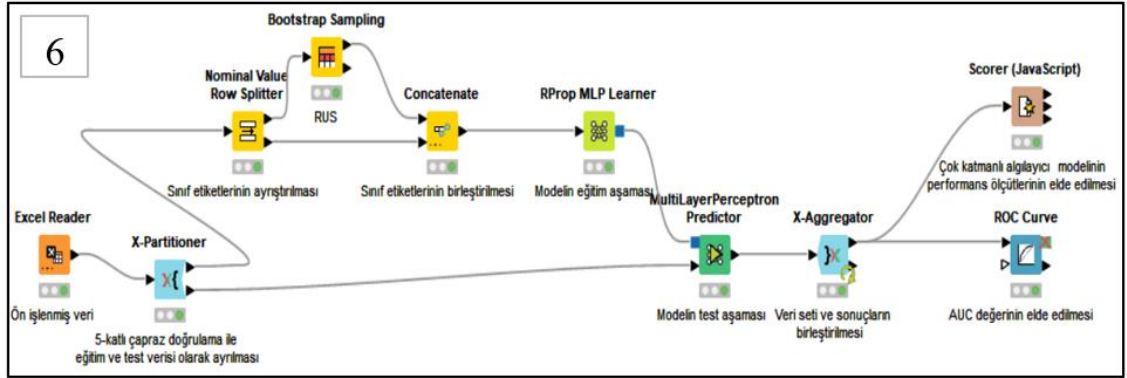 6
Bootstrap Sampling
RUS
Nominal Value
Row Splitter
Sınıf etiketlerinin ayrıştırılması
Concatenate
Sınıf etiketlerinin birleştirilmesi
RProp MLP Learner
Modelin eğitim aşaması
Scorer (JavaScript)
Çok katmanlı algılayıcı modelinin
performans ölçütlerinin elde edilmesi
Excel Reader
Ön işlenmiş veri
X-Partitioner
5-katlı çapraz doğrulama ile
eğitim ve test verisi olarak ayrılması
MultiLayerPerceptron
Predictor
Modelin test aşaması
X-Aggregator
Veri seti ve sonuçların
birleştirilmesi
ROC Curve
AUC değerinin elde edilmesi